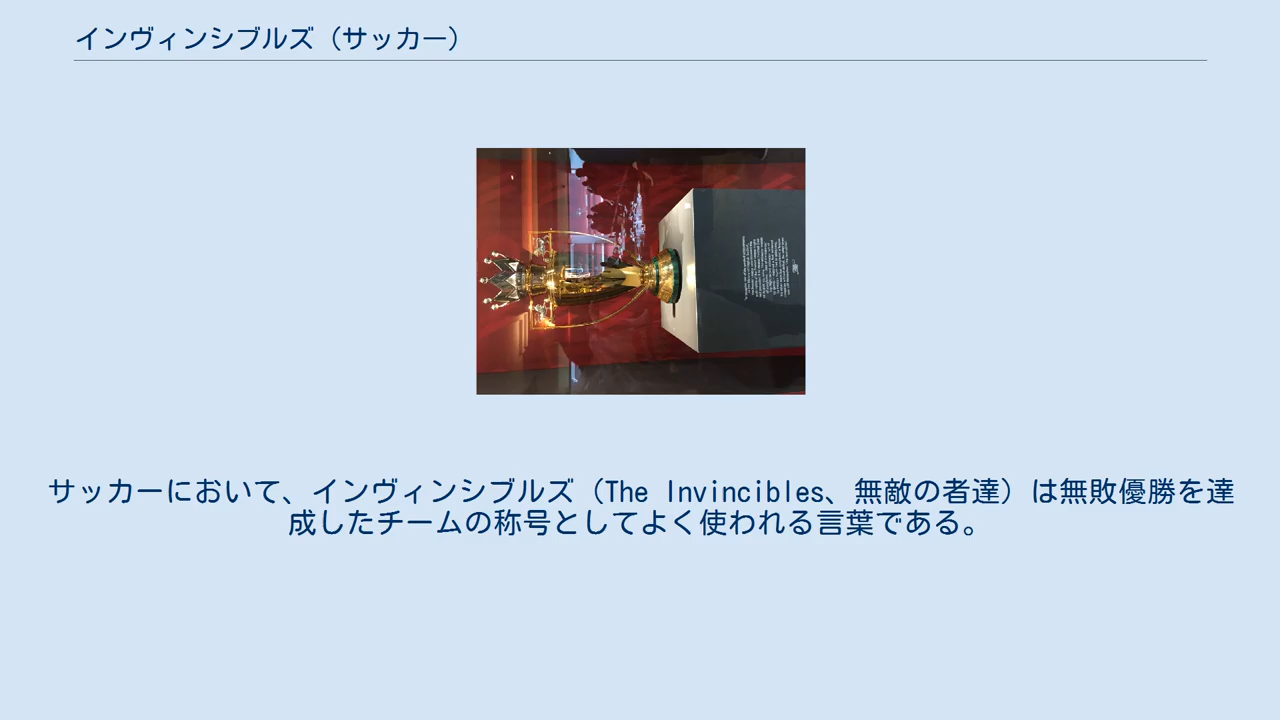 インヴィンシブルズ（サッカー）
サッカーにおいて、インヴィンシブルズ（The Invincibles、無敵の者達）は無敗優勝を達
成したチームの称号としてよく使われる言葉である。